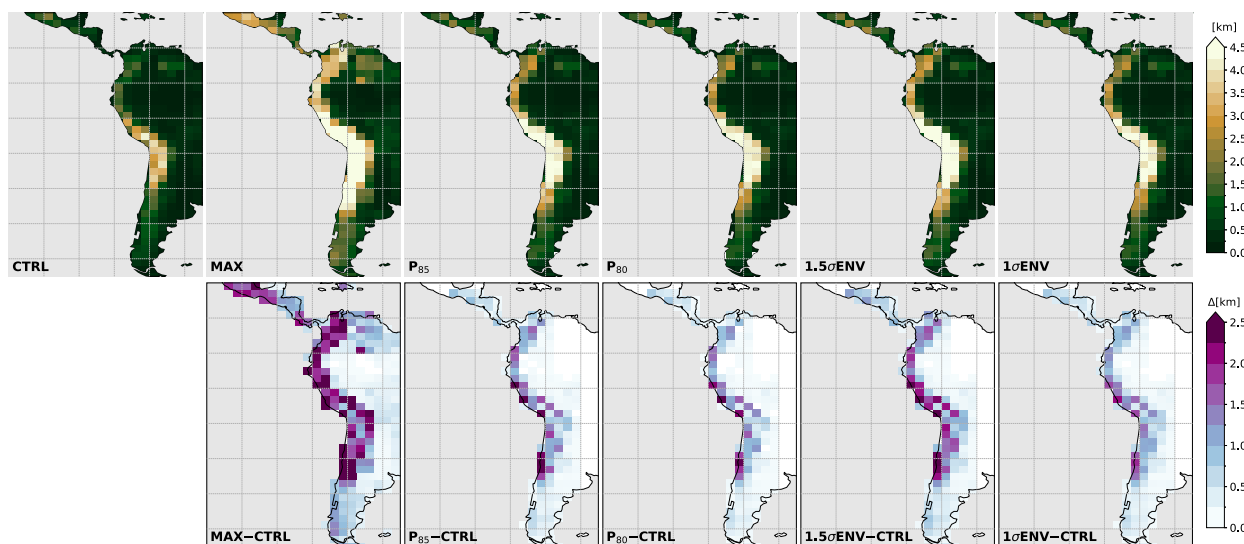 [km]
4.5
4.0
3.5
3.0
2.5
2.0
1.5
1.0
0.5
0.0
CTRL
MAX
P₈₅
P₈₀
1.5σENV
1σENV
Δ[km]
2.5
2.0
1.5
1.0
0.5
0.0
MAX−CTRL
P₈₅−CTRL
P₈₀−CTRL
1.5σENV−CTRL
1σENV−CTRL